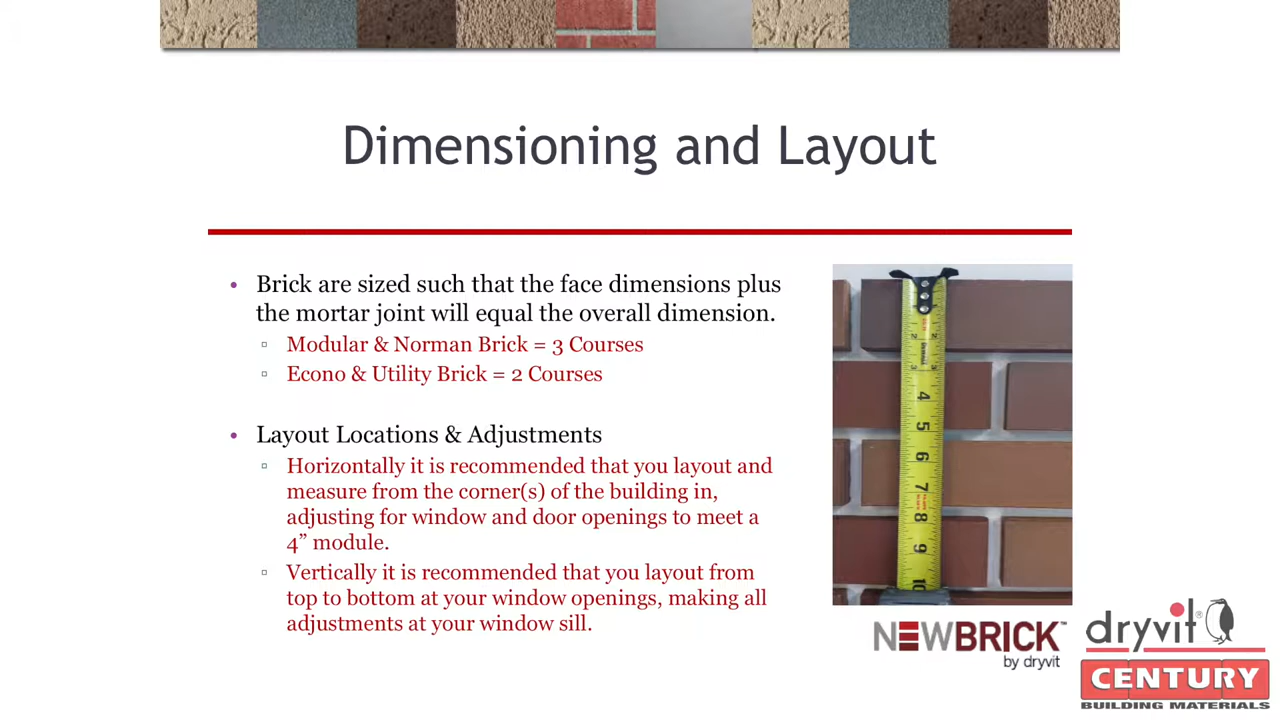 Dimensioning and Layout
• Brick are sized such that the face dimensions plus
the mortar joint will equal the overall dimension.
▫ Modular & Norman Brick = 3 Courses
▫ Econo & Utility Brick = 2 Courses
• Layout Locations & Adjustments
▫ Horizontally it is recommended that you layout and
measure from the corner(s) of the building in,
adjusting for window and door openings to meet a
4” module.
▫ Vertically it is recommended that you layout from
top to bottom at your window openings, making all
adjustments at your window sill.
2
3
4
5
6
7
8
9
10
NEWBRICK™
by dryvit
dryvit®
CENTURY
BUILDING MATERIALS